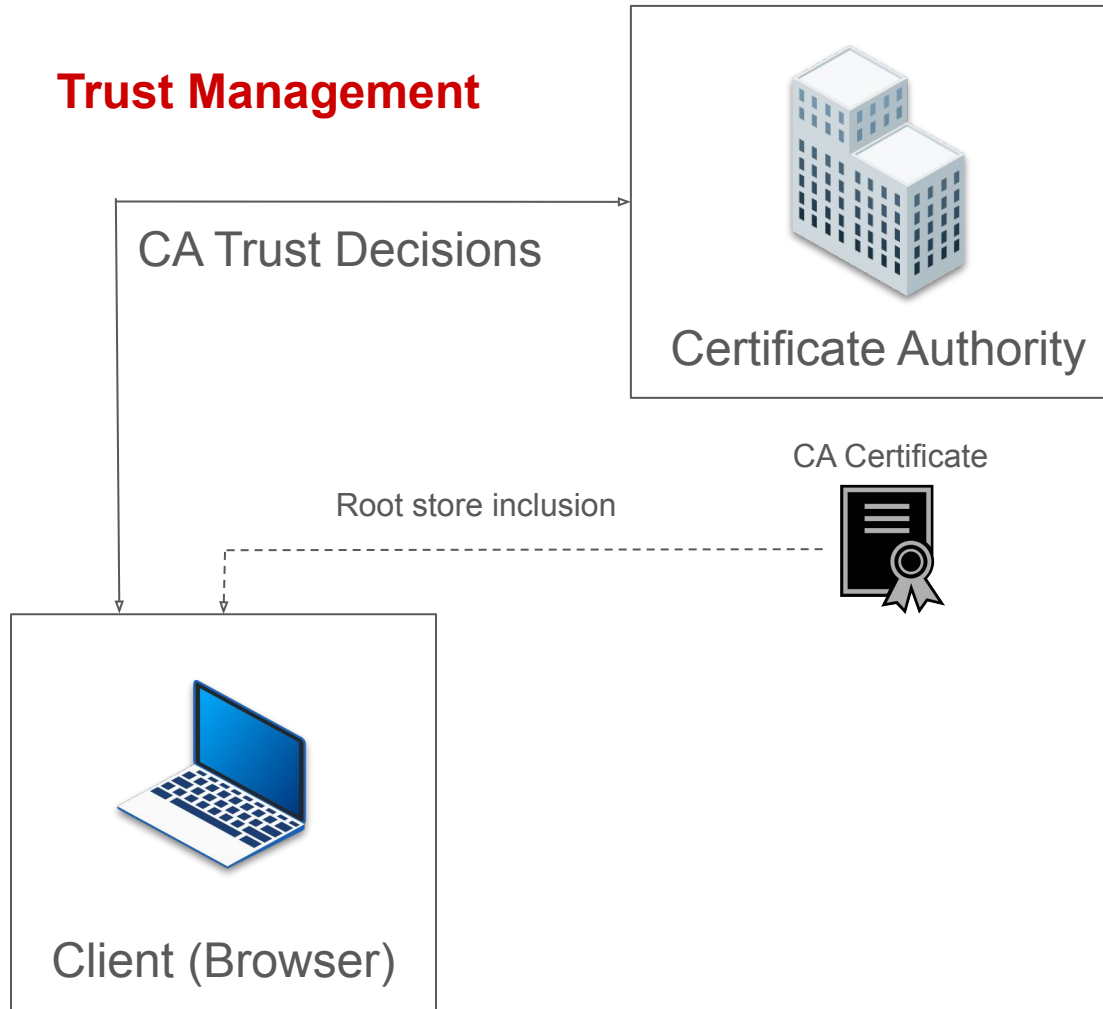 Trust Management
CA Trust Decisions
Certificate Authority
CA Certificate
Root store inclusion
Client (Browser)